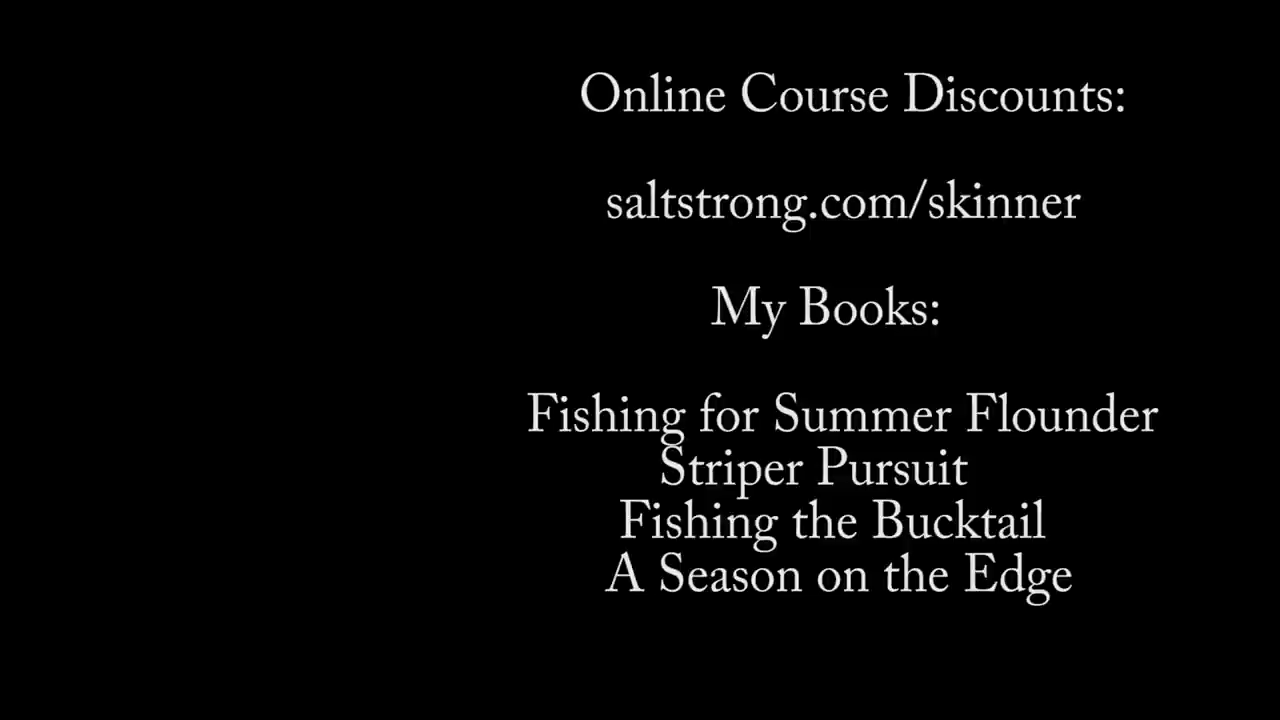 Online Course Discounts:
saltstrong.com/skinner
My Books:
Fishing for Summer Flounder
Striper Pursuit
Fishing the Bucktail
A Season on the Edge